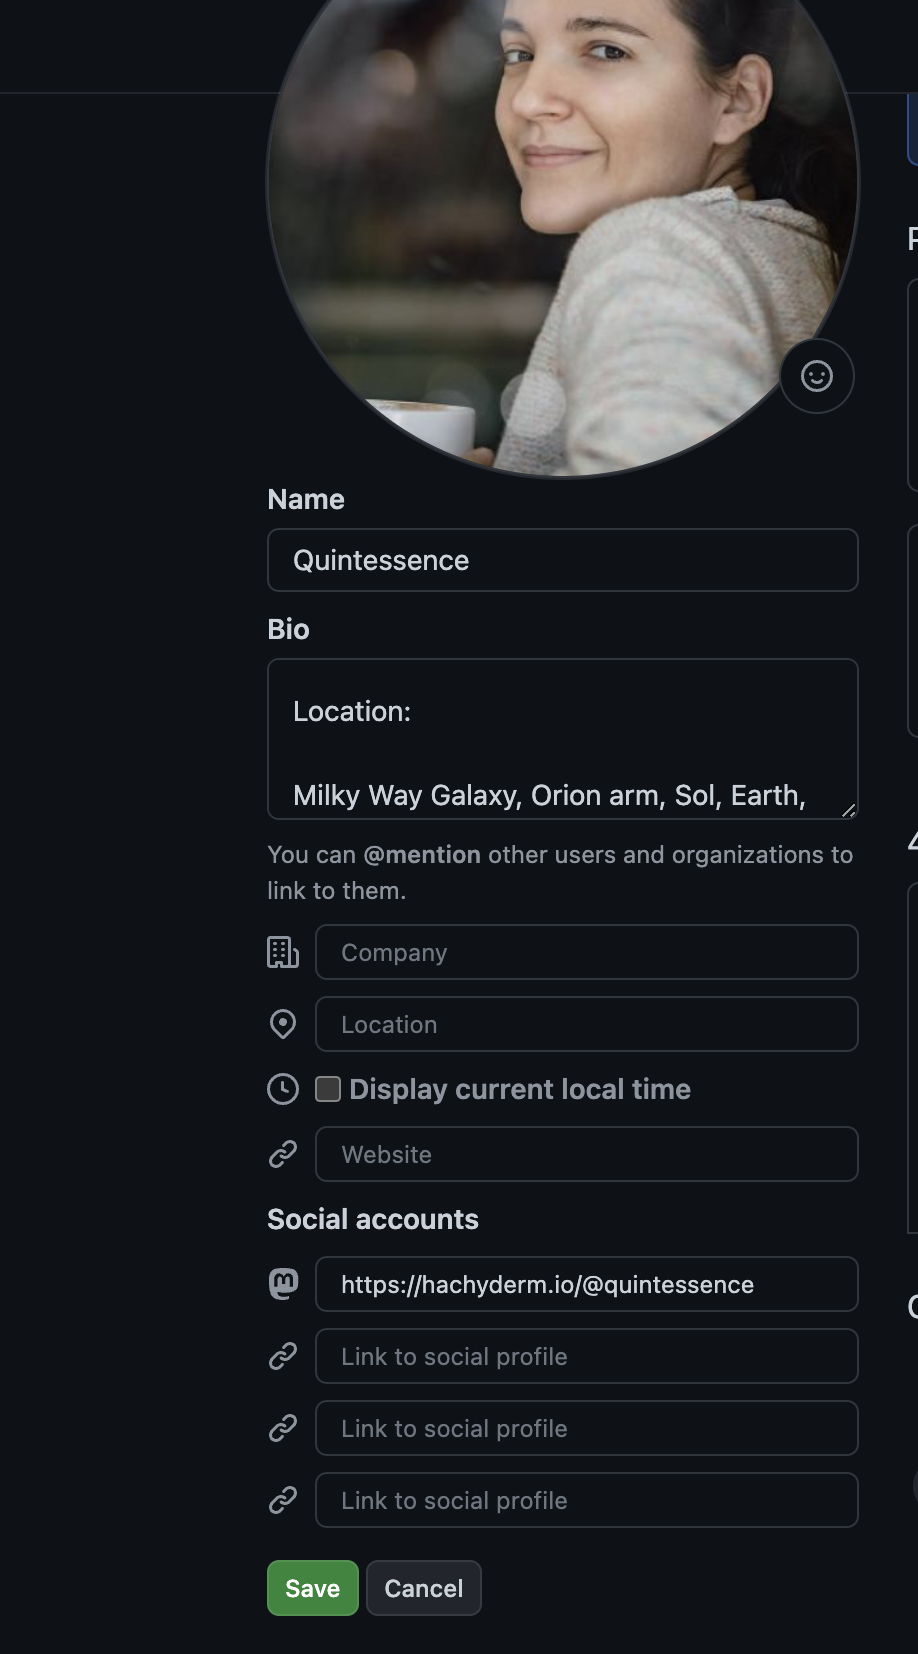 Name
Quintessence
Bio
Location:
Milky Way Galaxy, Orion arm, Sol, Earth,
You can @mention other users and organizations to
link to them.
Company
Location
Display current local time
Website
Social accounts
https://hachyderm.io/@quintessence
Link to social profile
Link to social profile
Link to social profile
Save Cancel